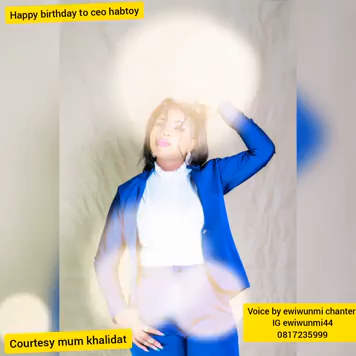 Happy birthday to ceo habtoy
Courtesy mum khalidat
Voice by ewiwunmi chanter
IG ewiwunmi44
0817235999